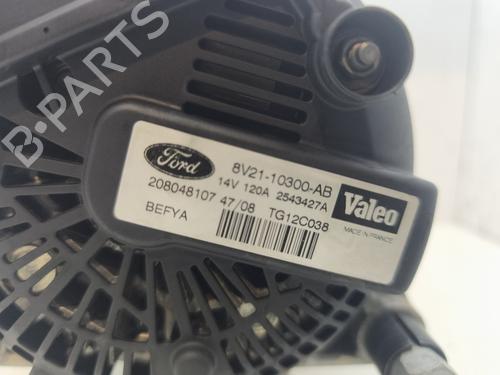 B-PARTS
Ford
8V21-10300-AB
14V 120A 2543427A
208048107 47/08 TG12C038
BEFYA
Valeo
MADE IN FRANCE